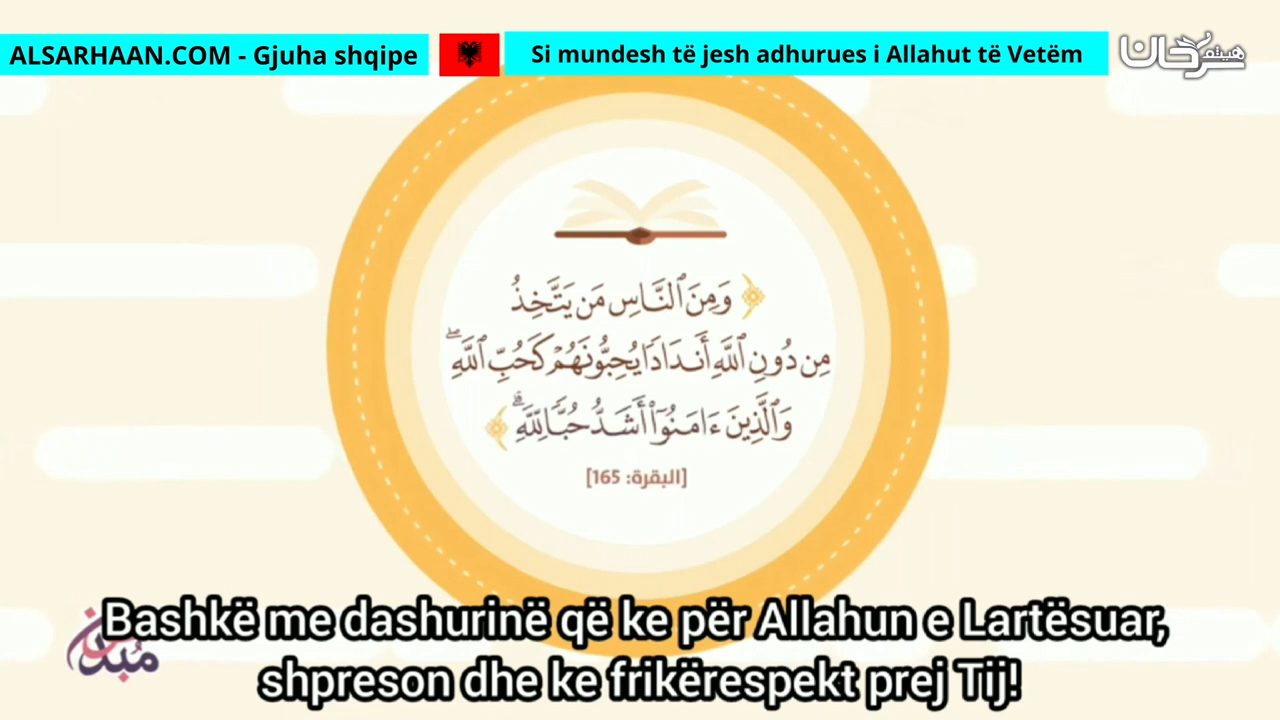 ALSARHAAN.COM - Gjuha shqipe
Si mundesh të jesh adhurues i Allahut të Vetëm
هيثم
سرحان
﴿ وَمِنَ ٱلنَّاسِ مَن يَتَّخِذُ
مِن دُونِ ٱللَّهِ أَندَادًا يُحِبُّونَهُمْ كَحُبِّ ٱللَّهِ ۖ
وَٱلَّذِينَ ءَامَنُوٓا۟ أَشَدُّ حُبًّا لِّلَّهِ ۗ ﴾
[البقرة: 165]
Bashkë me dashurinë që ke për Allahun e Lartësuar,
shpreson dhe ke frikërespekt prej Tij!